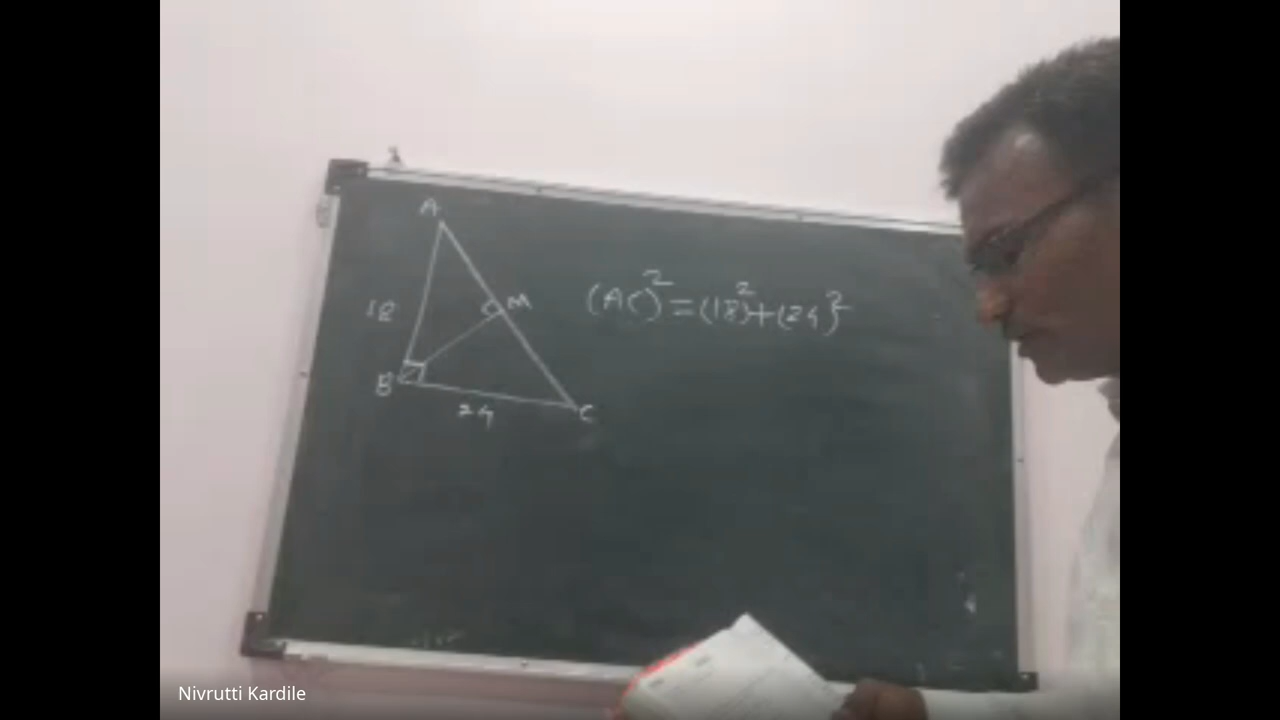 A
18
M
B
24
C
(AC)²=(18)²+(24)²
Nivrutti Kardile